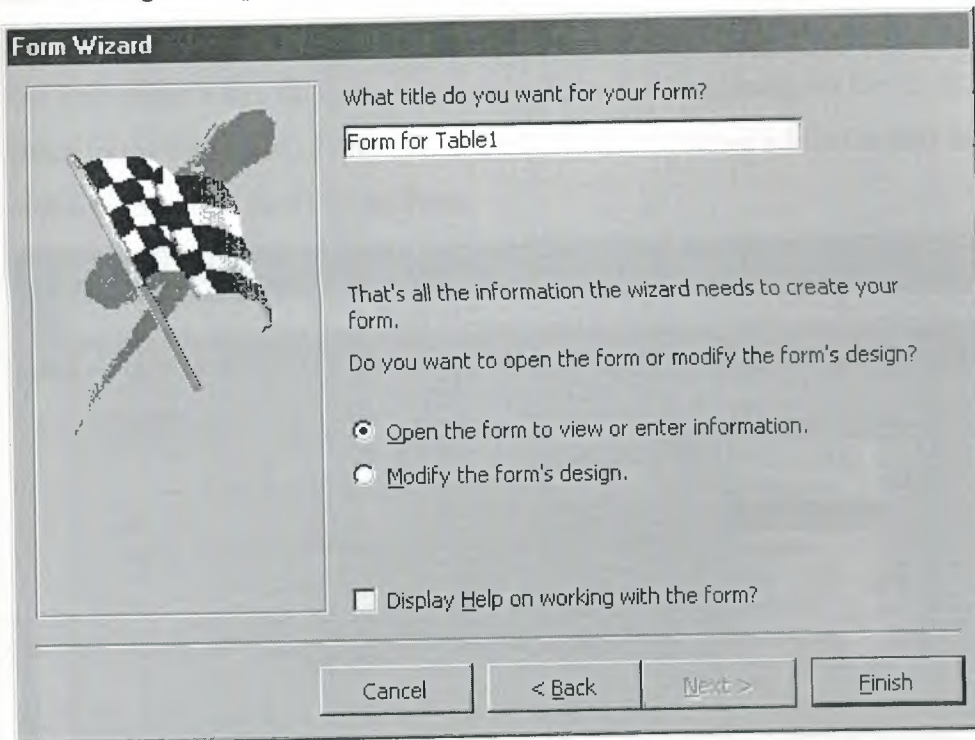 Form Wizard
What title do you want for your form?
Form for Table1
That's all the information the wizard needs to create your
form.
Do you want to open the form or modify the form's design?
Open the form to view or enter information.
Modify the form's design.
Display Help on working with the form?
Cancel
< Back
Next >
Finish